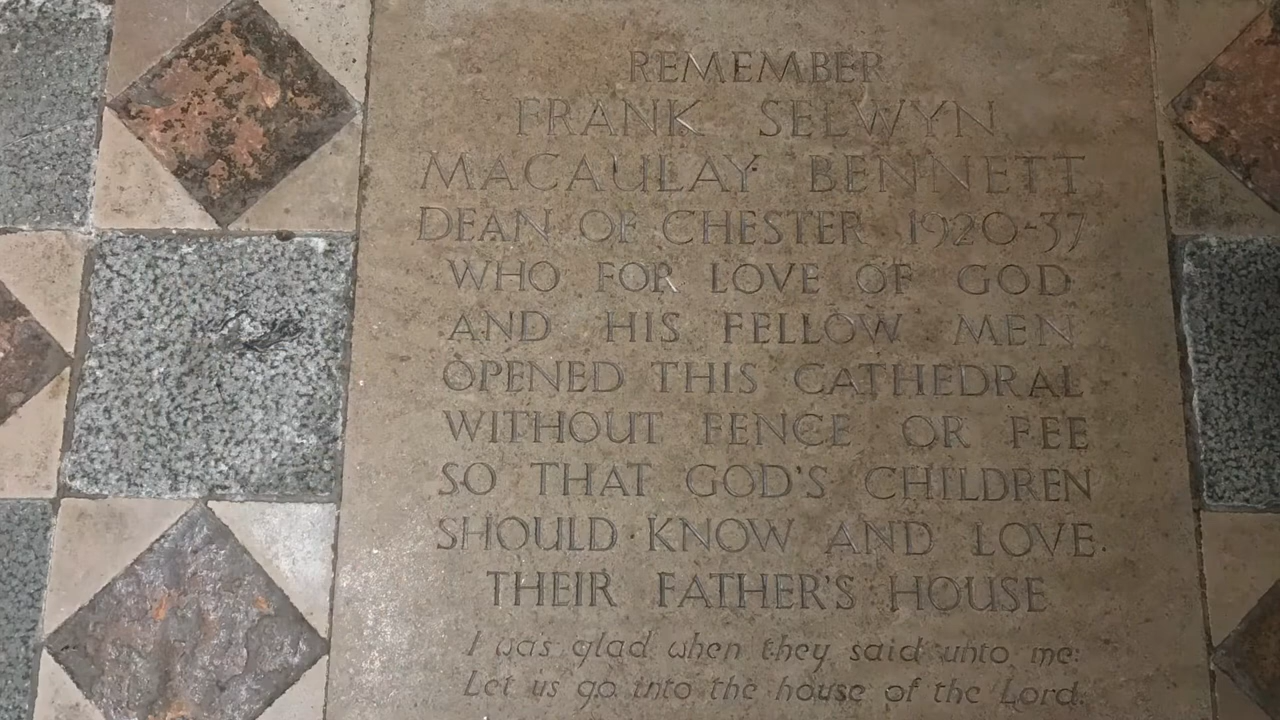 REMEMBER
FRANK SELWYN
MACAULAY BENNETT
DEAN OF CHESTER 1920-37
WHO FOR LOVE OF GOD
AND HIS FELLOW MEN
OPENED THIS CATHEDRAL
WITHOUT FENCE OR FEE
SO THAT GOD'S CHILDREN
SHOULD KNOW AND LOVE
THEIR FATHER'S HOUSE
I was glad when they said unto me:
Let us go into the house of the Lord.